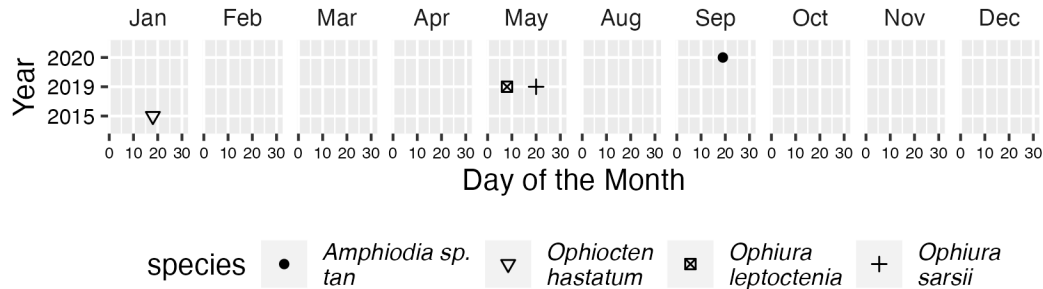 Jan Feb Mar Apr May Aug Sep Oct Nov Dec
2020
2019
2015
Year
0 10 20 30 0 10 20 30 0 10 20 30 0 10 20 30 0 10 20 30 0 10 20 30 0 10 20 30 0 10 20 30 0 10 20 30 0 10 20 30
Day of the Month
species
Amphiodia sp.
tan
Ophiocten
hastatum
Ophiura
leptoctenia
Ophiura
sarsii